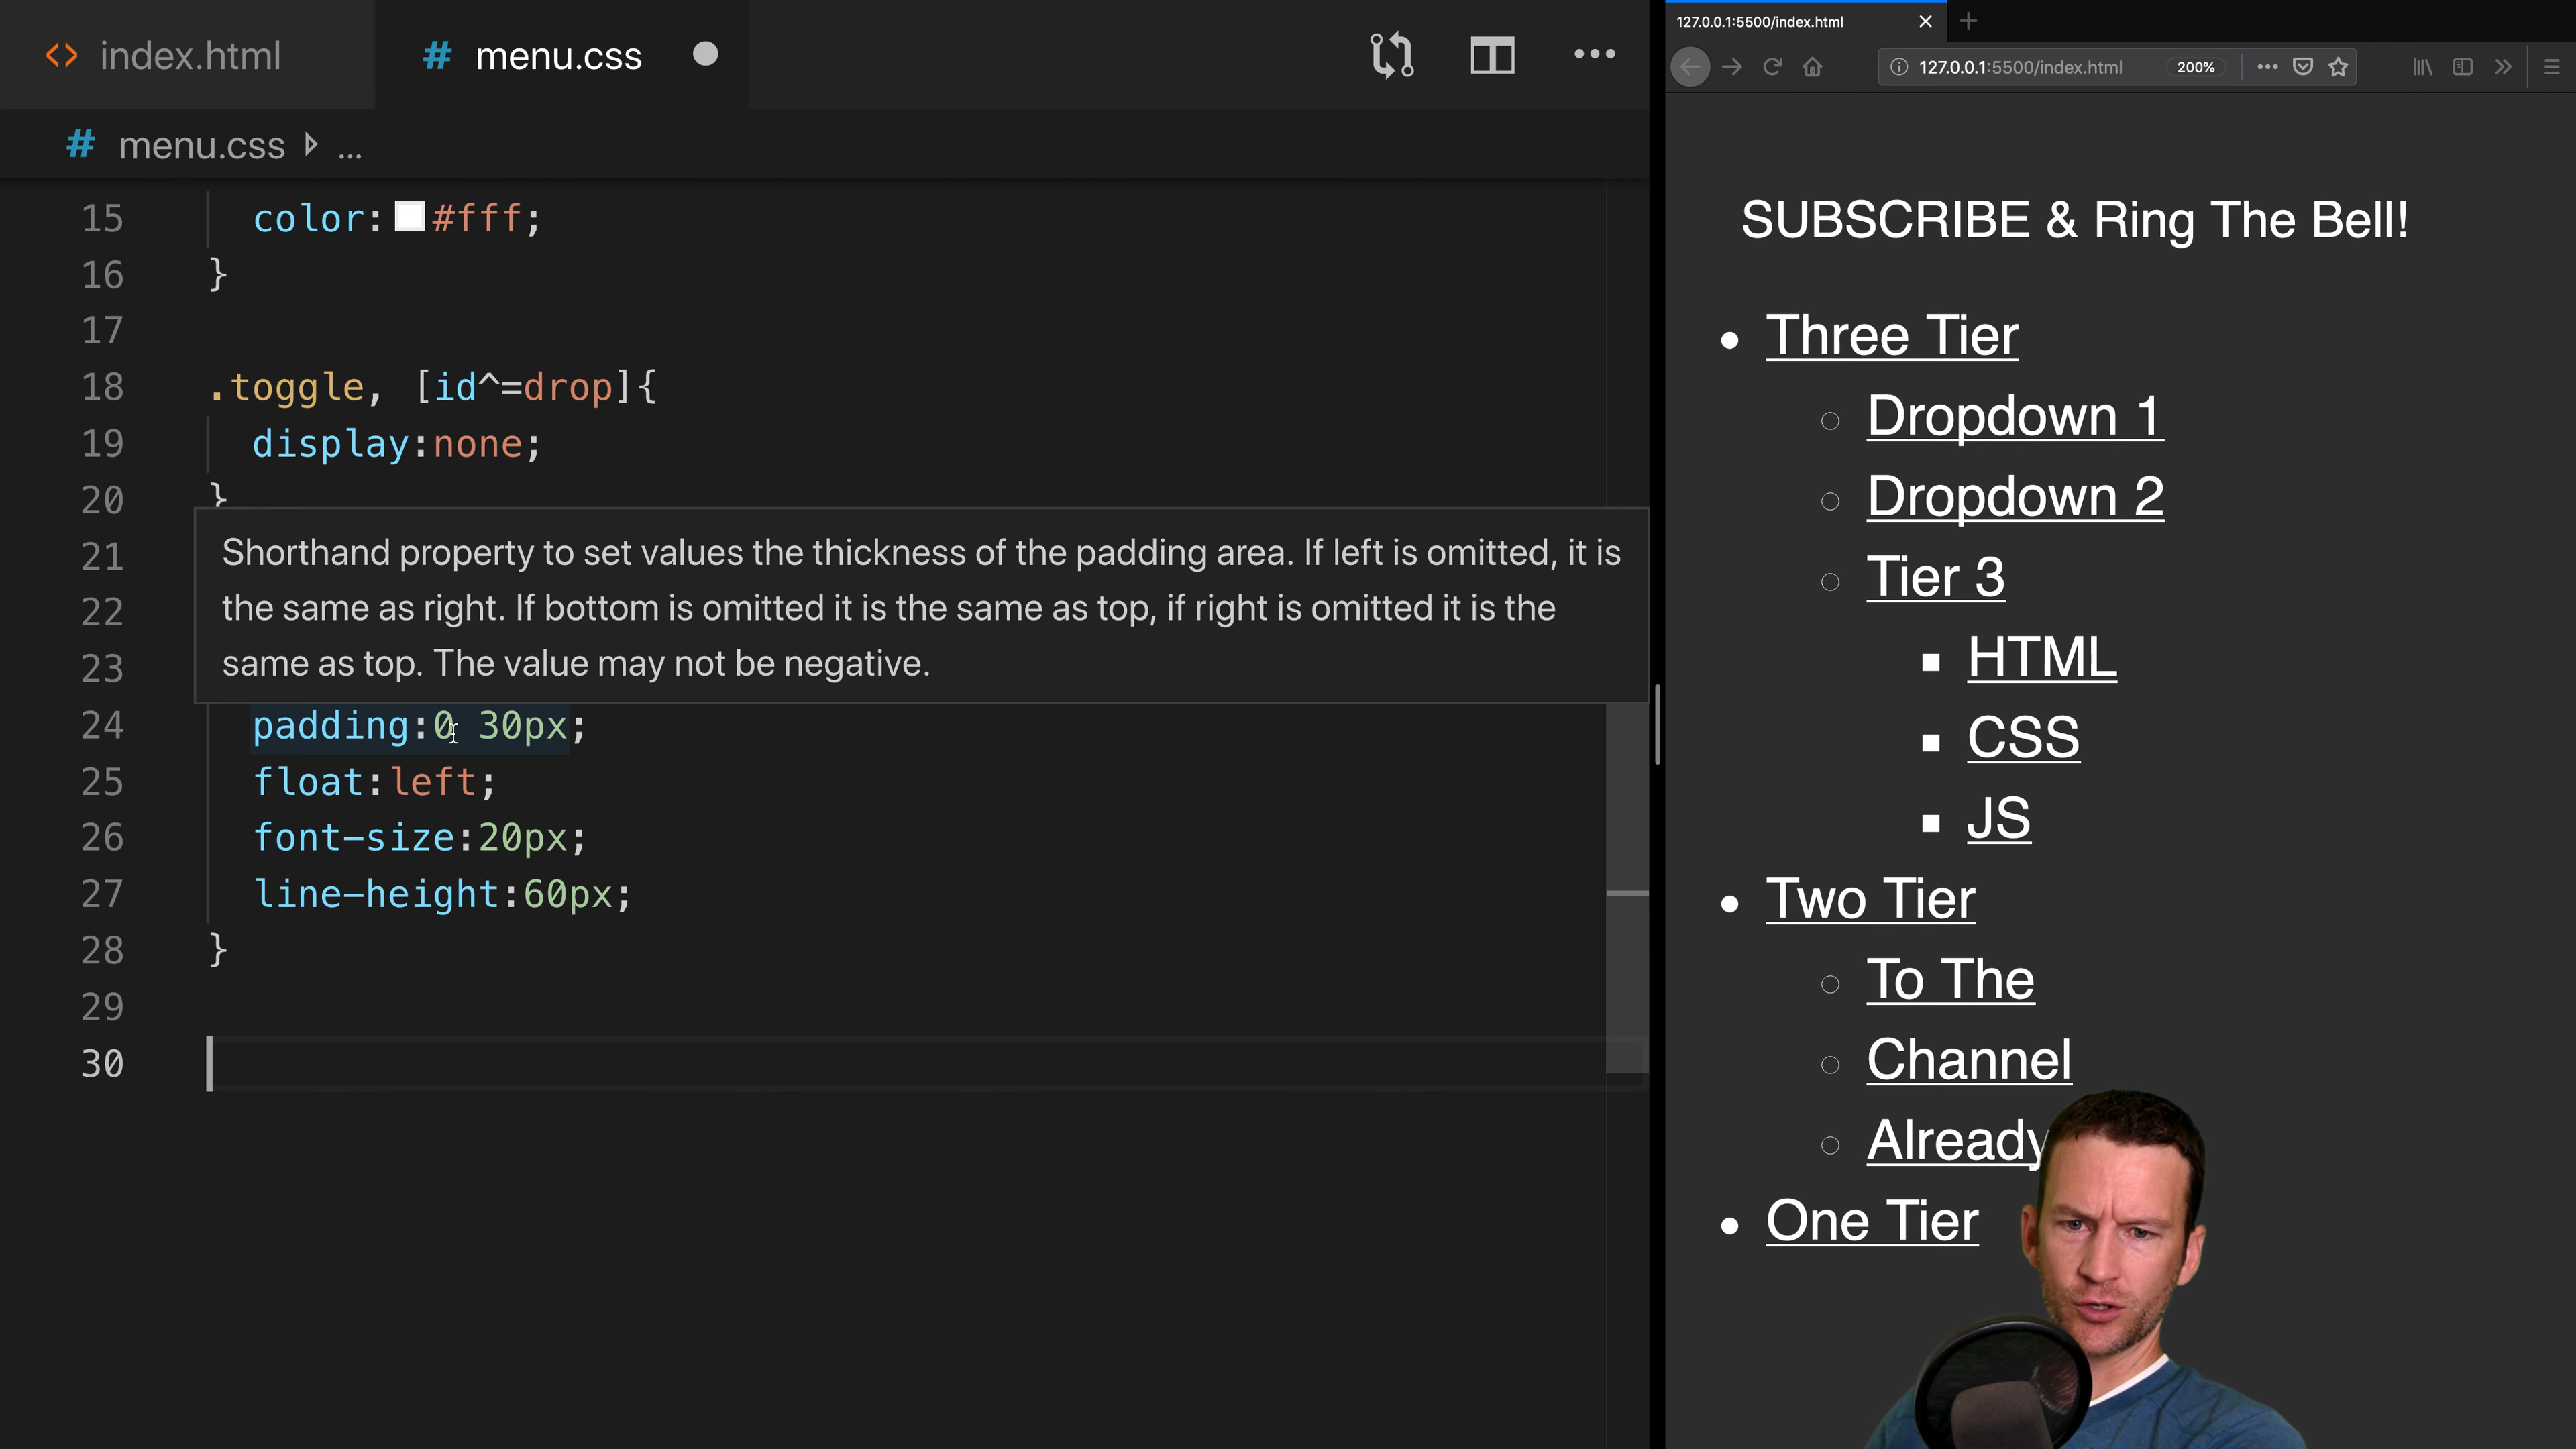 index.html
# menu.css
# menu.css ...
15 color: #fff;
16 }
17
18 .toggle, [id^=drop]{
19 display:none;
20 }
21
22
23
Shorthand property to set values the thickness of the padding area. If left is omitted, it is
the same as right. If bottom is omitted it is the same as top, if right is omitted it is the
same as top. The value may not be negative.
24 padding:0 30px;
25 float:left;
26 font-size:20px;
27 line-height:60px;
28 }
29
30
127.0.0.1:5500/index.html
127.0.0.1:5500/index.html 200%
SUBSCRIBE & Ring The Bell!
Three Tier
Dropdown 1
Dropdown 2
Tier 3
HTML
CSS
JS
Two Tier
To The
Channel
Already
One Tier